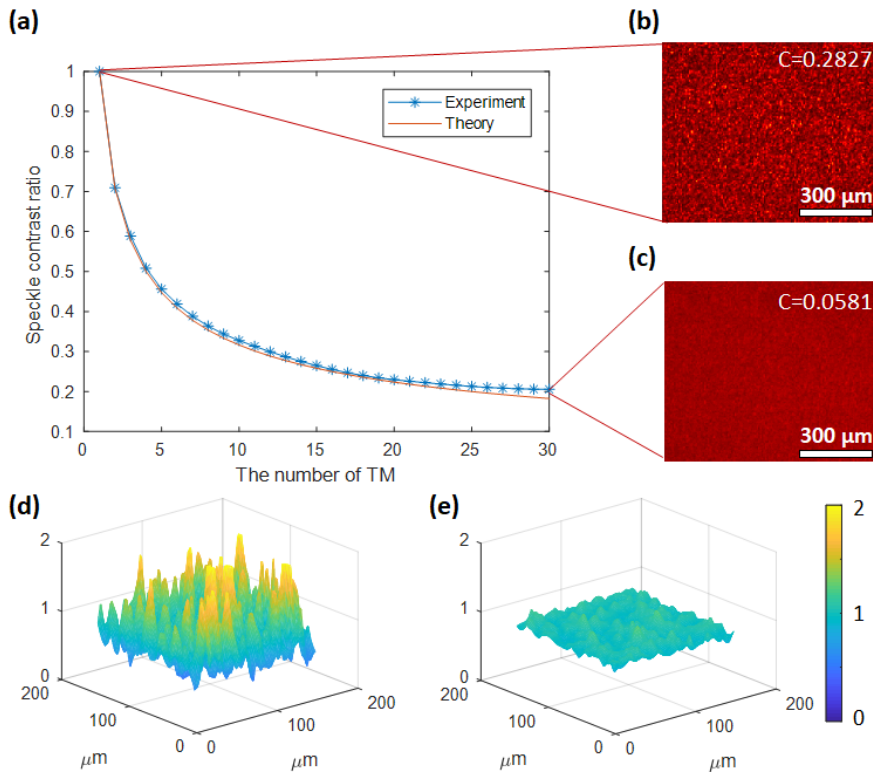 (a)
Speckle contrast ratio
1
0.9
0.8
0.7
0.6
0.5
0.4
0.3
0.2
0.1
0 5 10 15 20 25 30
The number of TM
Experiment
Theory
(b)
C=0.2827
300 μm
(c)
C=0.0581
300 μm
(d)
2
1
0
200
100
0
μm
0
100
200
μm
(e)
2
1
0
200
100
0
μm
0
100
200
μm
2
1
0